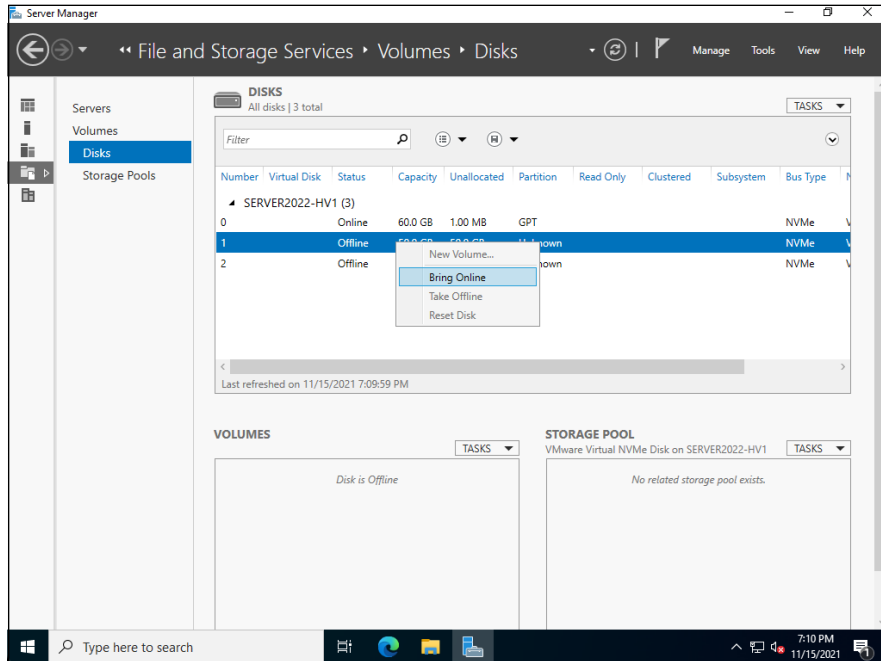 Server Manager
File and Storage Services Volumes Disks
Manage Tools View Help
Servers
Volumes
Disks
Storage Pools
DISKS
All disks | 3 total
TASKS
Filter
Number Virtual Disk Status Capacity Unallocated Partition Read Only Clustered Subsystem Bus Type N
SERVER2022-HV1 (3)
0 Online 60.0 GB 1.00 MB GPT NVMe V
1 Offline NVMe V
2 Offline NVMe V
New Volume...
Bring Online
Take Offline
Reset Disk
Last refreshed on 11/15/2021 7:09:59 PM
VOLUMES
TASKS
Disk is Offline
STORAGE POOL
VMware Virtual NVMe Disk on SERVER2022-HV1
TASKS
No related storage pool exists.
Type here to search
7:10 PM
11/15/2021
1